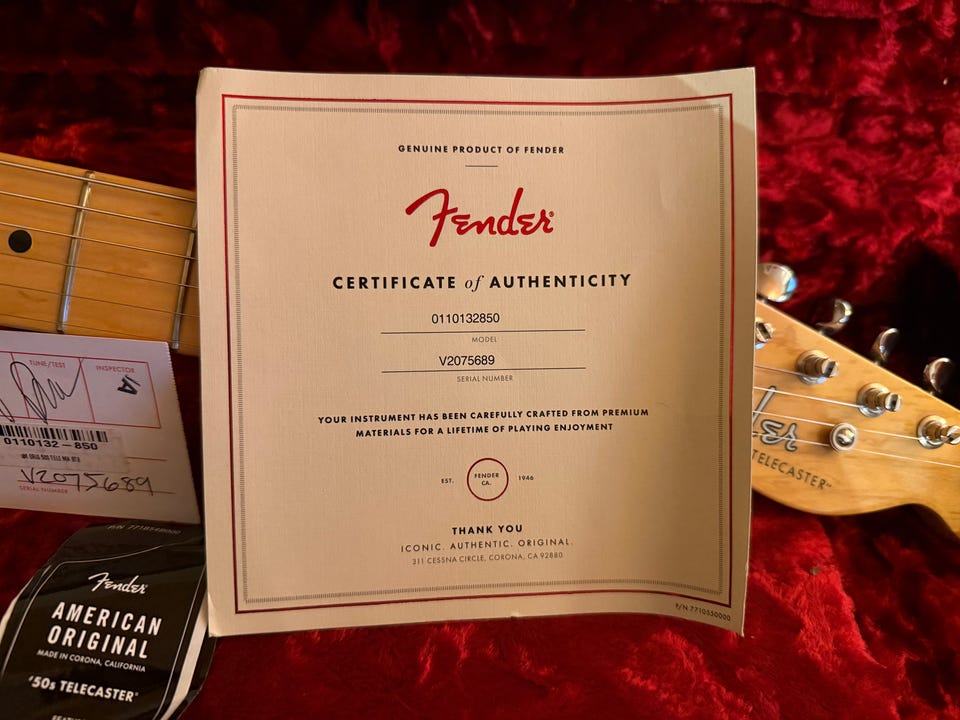 GENUINE PRODUCT OF FENDER
Fender
CERTIFICATE of AUTHENTICITY
0110132850
MODEL
V2075689
SERIAL NUMBER
YOUR INSTRUMENT HAS BEEN CAREFULLY CRAFTED FROM PREMIUM
MATERIALS FOR A LIFETIME OF PLAYING ENJOYMENT
EST.
FENDER
CA.
1946
THANK YOU
ICONIC. AUTHENTIC. ORIGINAL.
311 CESSNA CIRCLE, CORONA, CA 92880
P/N 7710550000
TUNE/TEST
INSPECTOR
0110132-850
V2075689
SERIAL NUMBER
Fender
AMERICAN
ORIGINAL
MADE IN CORONA, CALIFORNIA
'50s TELECASTER®
TELECASTER™